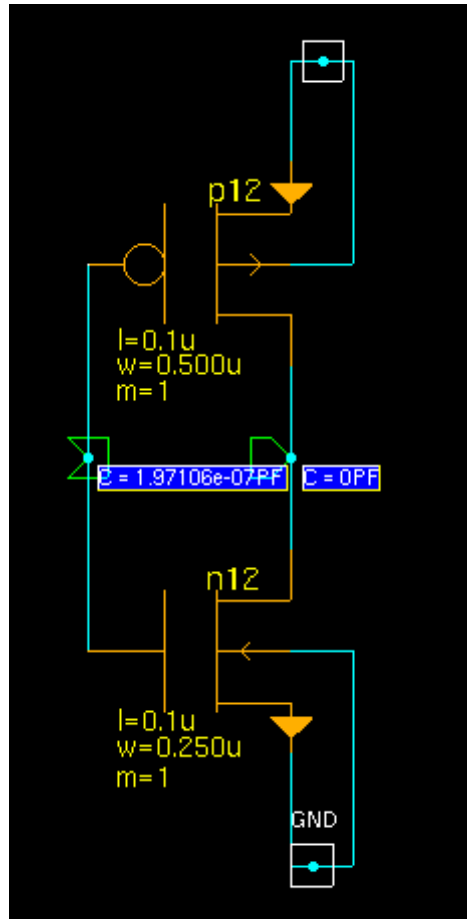 p12
l=0.1u
w=0.500u
m=1
C = 1.97106e-07PF
C = 0PF
n12
l=0.1u
w=0.250u
m=1
GND